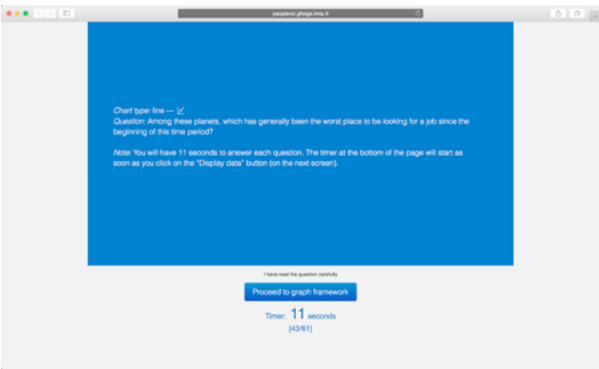 peoplevic.gforge.inria.fr
Chart type: line —
Question: Among these planets, which has generally been the worst place to be looking for a job since the
beginning of this time period?
Note: You will have 11 seconds to answer each question. The timer at the bottom of the page will start as
soon as you click on the "Display data" button (on the next screen).
I have read the question carefully
Proceed to graph framework
Timer: 11 seconds
[43/61]